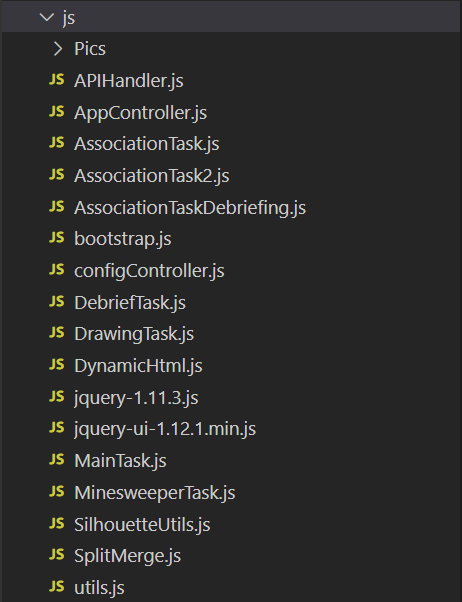 js
Pics
JS APIHandler.js
JS AppController.js
JS AssociationTask.js
JS AssociationTask2.js
JS AssociationTaskDebriefing.js
JS bootstrap.js
JS configController.js
JS DebriefTask.js
JS DrawingTask.js
JS DynamicHtml.js
JS jquery-1.11.3.js
JS jquery-ui-1.12.1.min.js
JS MainTask.js
JS MinesweeperTask.js
JS SilhouetteUtils.js
JS SplitMerge.js
JS utils.js